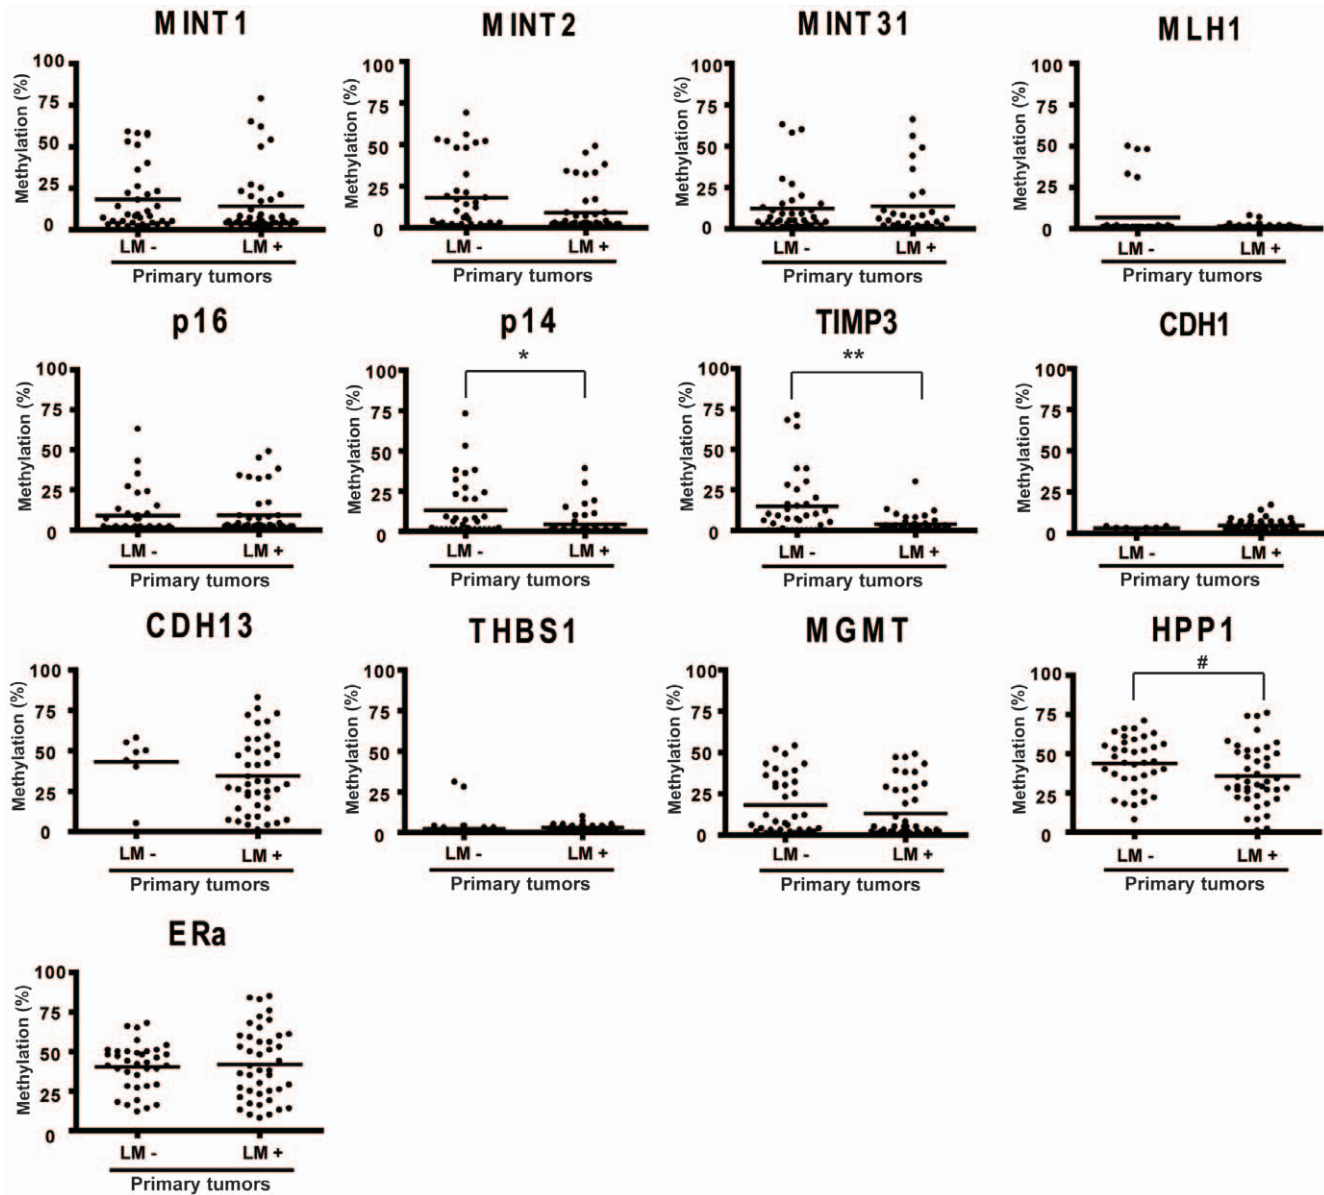 MINT1 MINT2 MINT31 MLH1
Methylation (%) Methylation (%) Methylation (%) Methylation (%)
100 100 100 100
75 75 75 75
50 50 50 50
25 25 25 25
0 0 0 0
LM - LM + LM - LM + LM - LM + LM - LM +
Primary tumors Primary tumors Primary tumors Primary tumors
p16 p14 TIMP3 CDH1
* **
Methylation (%) Methylation (%) Methylation (%) Methylation (%)
100 100 100 100
75 75 75 75
50 50 50 50
25 25 25 25
0 0 0 0
LM - LM + LM - LM + LM - LM + LM - LM +
Primary tumors Primary tumors Primary tumors Primary tumors
CDH13 THBS1 MGMT HPP1
#
Methylation (%) Methylation (%) Methylation (%) Methylation (%)
100 100 100 100
75 75 75 75
50 50 50 50
25 25 25 25
0 0 0 0
LM - LM + LM - LM + LM - LM + LM - LM +
Primary tumors Primary tumors Primary tumors Primary tumors
ERa
Methylation (%)
100
75
50
25
0
LM - LM +
Primary tumors